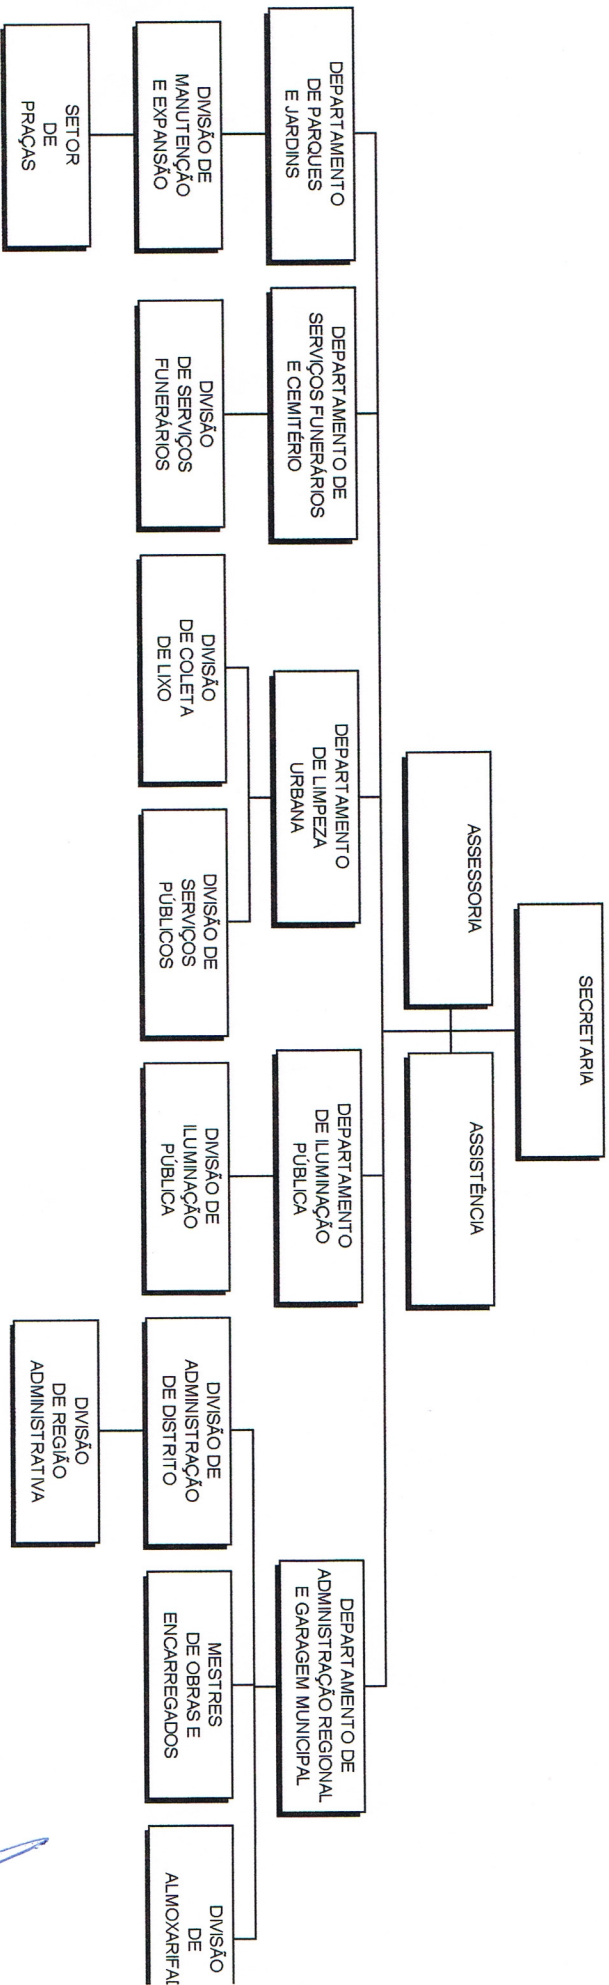 SECRETARIA
ASSESSORIA
ASSISTÊNCIA
DEPARTAMENTO
DE PARQUES
E JARDINS
DEPARTAMENTO DE
SERVIÇOS FUNERÁRIOS
E CEMITÉRIO
DEPARTAMENTO
DE LIMPEZA
URBANA
DEPARTAMENTO
DE ILUMINAÇÃO
PÚBLICA
DEPARTAMENTO DE
ADMINISTRAÇÃO REGIONAL
E GARAGEM MUNICIPAL
DIVISÃO DE
MANUTENÇÃO
E EXPANSÃO
DIVISÃO
DE SERVIÇOS
FUNERÁRIOS
DIVISÃO
DE COLETA
DE LIXO
DIVISÃO DE
SERVIÇOS
PÚBLICOS
DIVISÃO DE
ILUMINAÇÃO
PÚBLICA
DIVISÃO DE
ADMINISTRAÇÃO
DE DISTRITO
MESTRES
DE OBRAS E
ENCARREGADOS
DIVISÃO
DE
ALMOXARIFAD
SETOR
DE
PRAÇAS
DIVISÃO
DE REGIÃO
ADMINISTRATIVA